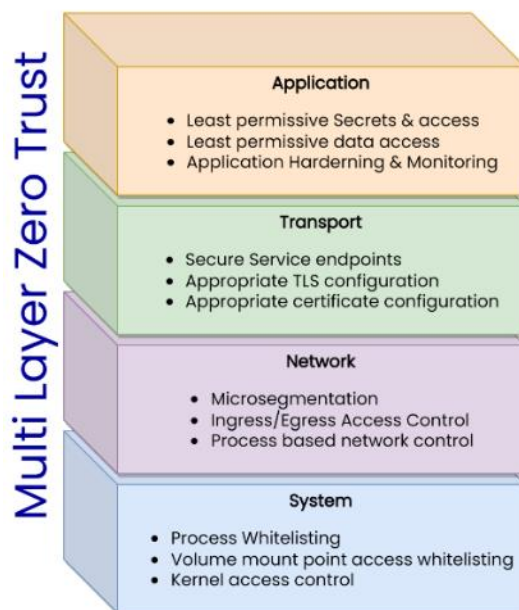 Multi Layer Zero Trust
Application
• Least permissive Secrets & access
• Least permissive data access
• Application Harderning & Monitoring
Transport
• Secure Service endpoints
• Appropriate TLS configuration
• Appropriate certificate configuration
Network
• Microsegmentation
• Ingress/Egress Access Control
• Process based network control
System
• Process Whitelisting
• Volume mount point access whitelisting
• Kernel access control